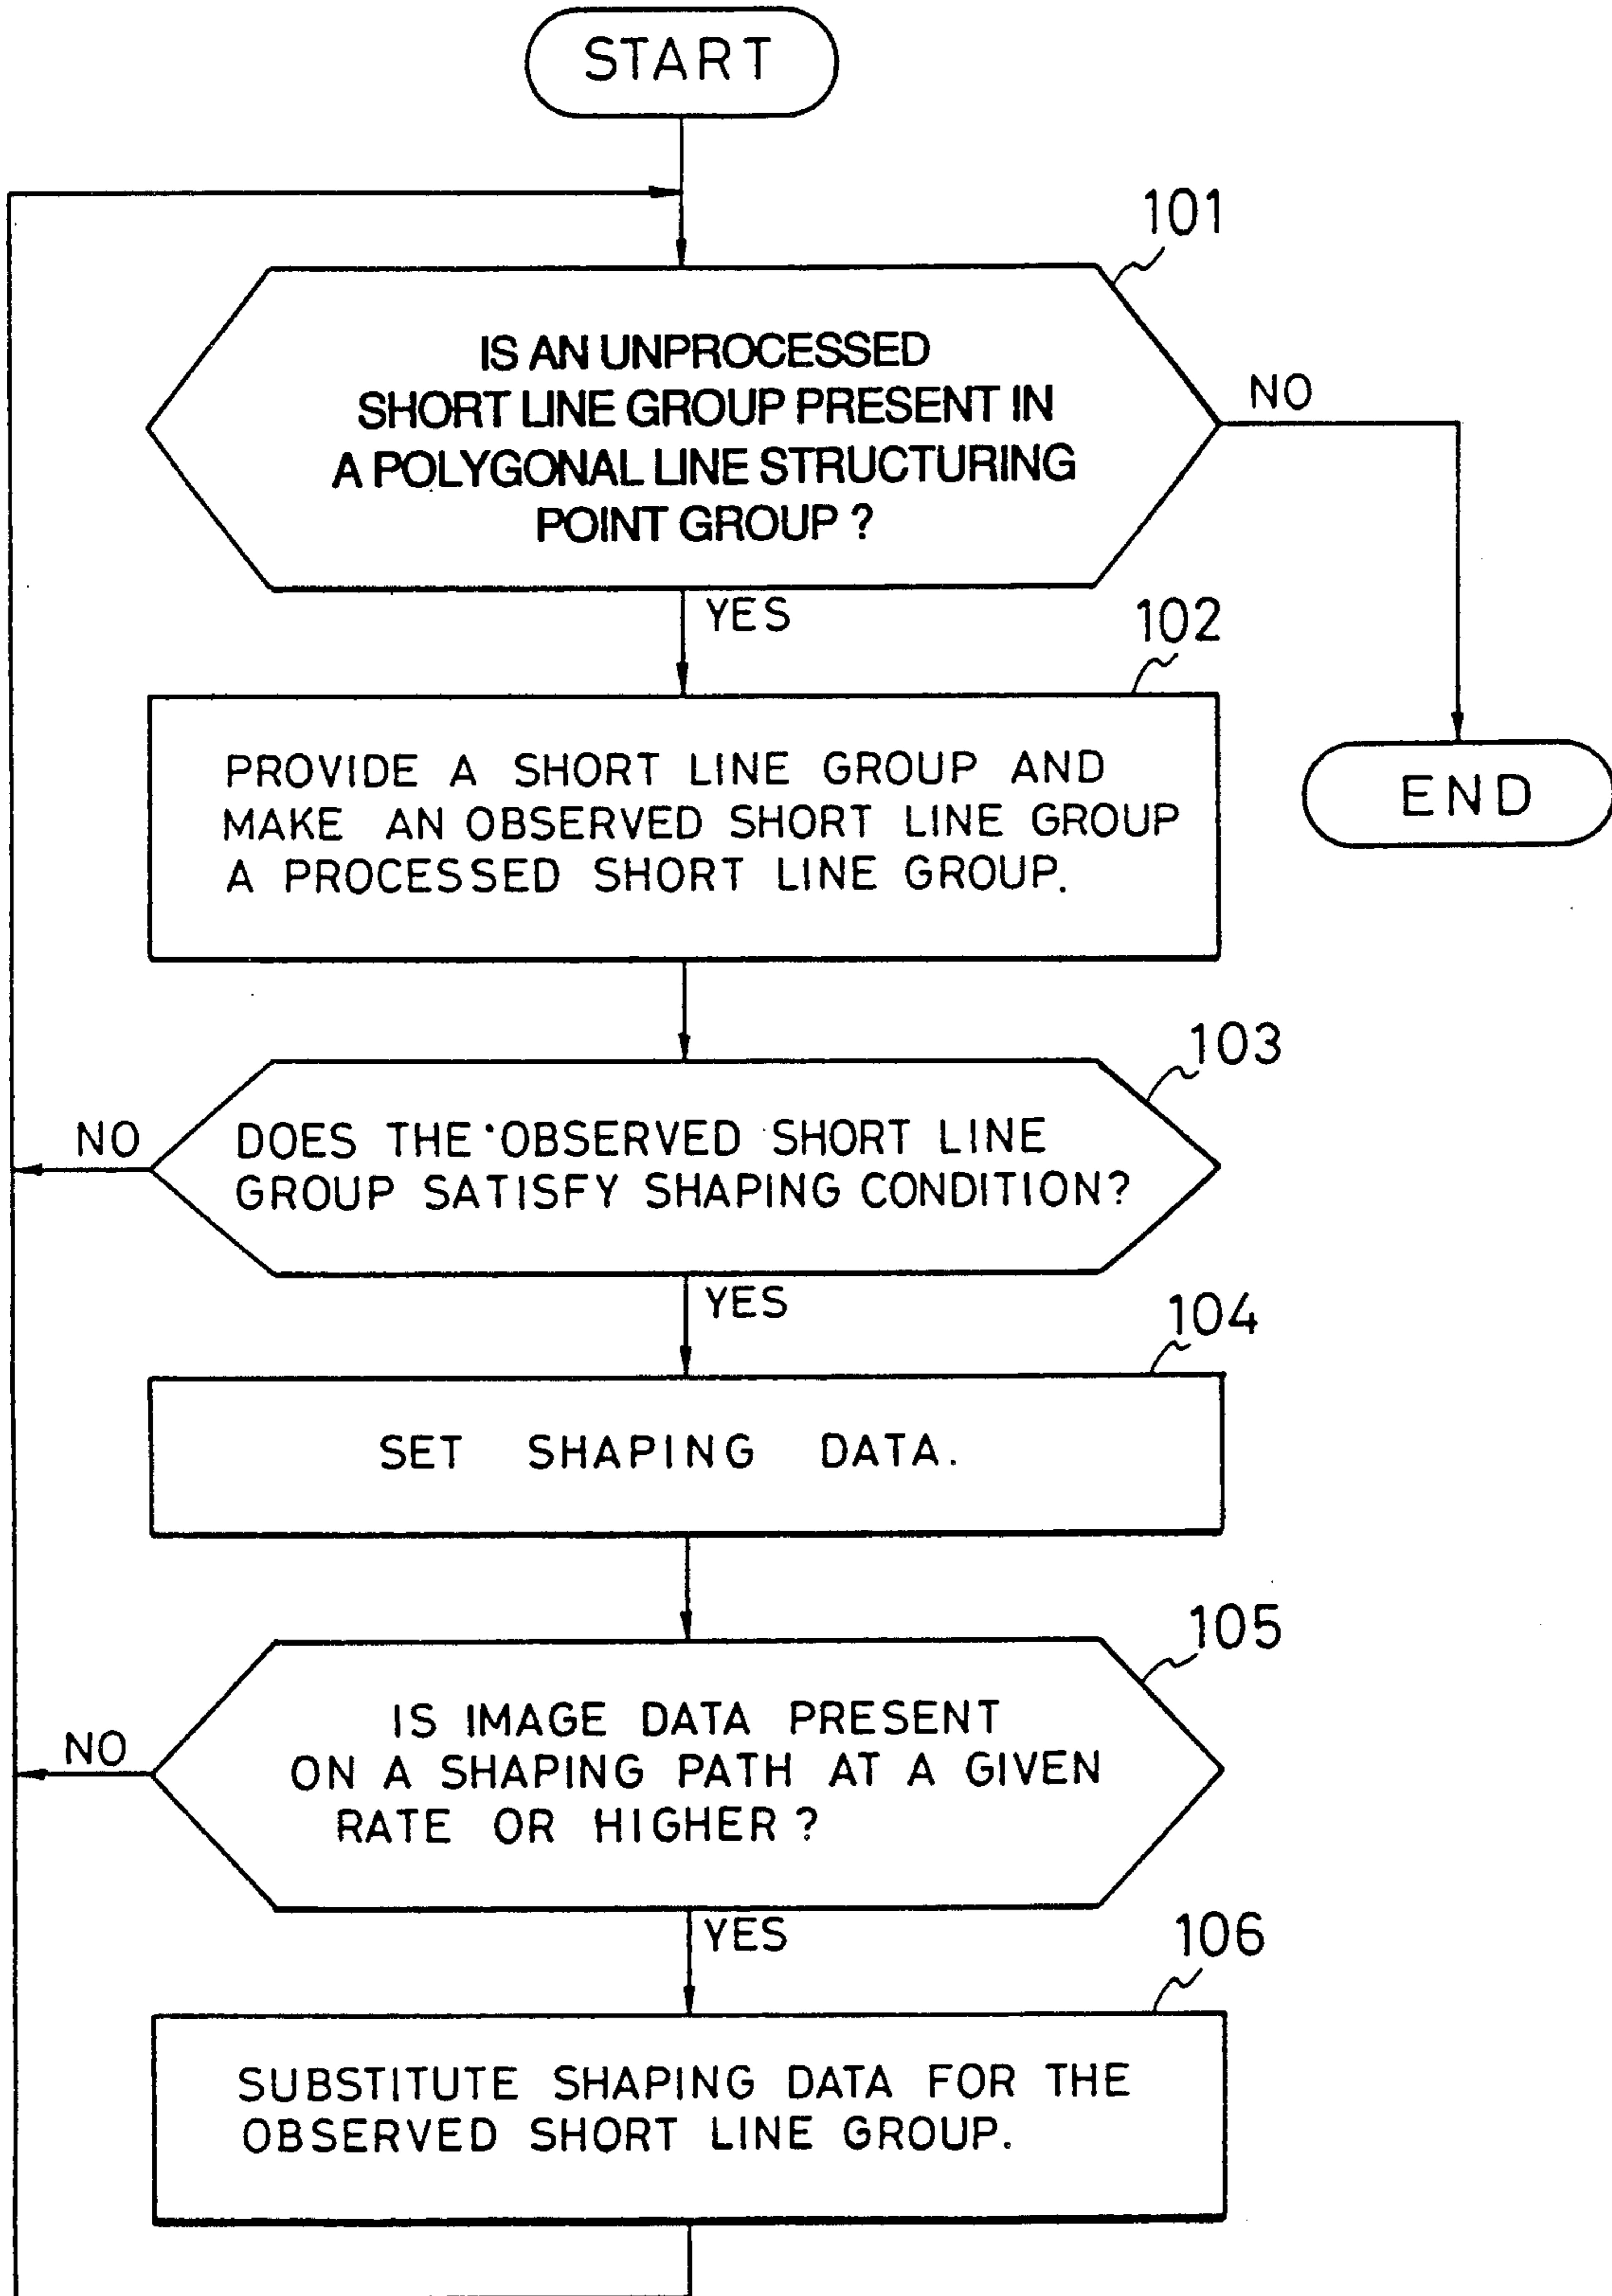 START
101
IS AN UNPROCESSED
SHORT LINE GROUP PRESENT IN
A POLYGONAL LINE STRUCTURING
POINT GROUP ?
NO
YES
102
PROVIDE A SHORT LINE GROUP AND
MAKE AN OBSERVED SHORT LINE GROUP
A PROCESSED SHORT LINE GROUP.
END
103
NO
DOES THE OBSERVED SHORT LINE
GROUP SATISFY SHAPING CONDITION?
YES
104
SET SHAPING DATA.
105
NO
IS IMAGE DATA PRESENT
ON A SHAPING PATH AT A GIVEN
RATE OR HIGHER ?
YES
106
SUBSTITUTE SHAPING DATA FOR THE
OBSERVED SHORT LINE GROUP.